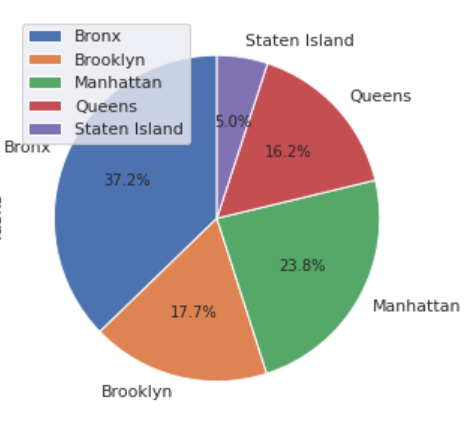 Bronx
Brooklyn
Manhattan
Queens
Staten Island
Staten Island
Queens
Bronx
5.0%
16.2%
37.2%
23.8%
17.7%
Manhattan
Brooklyn